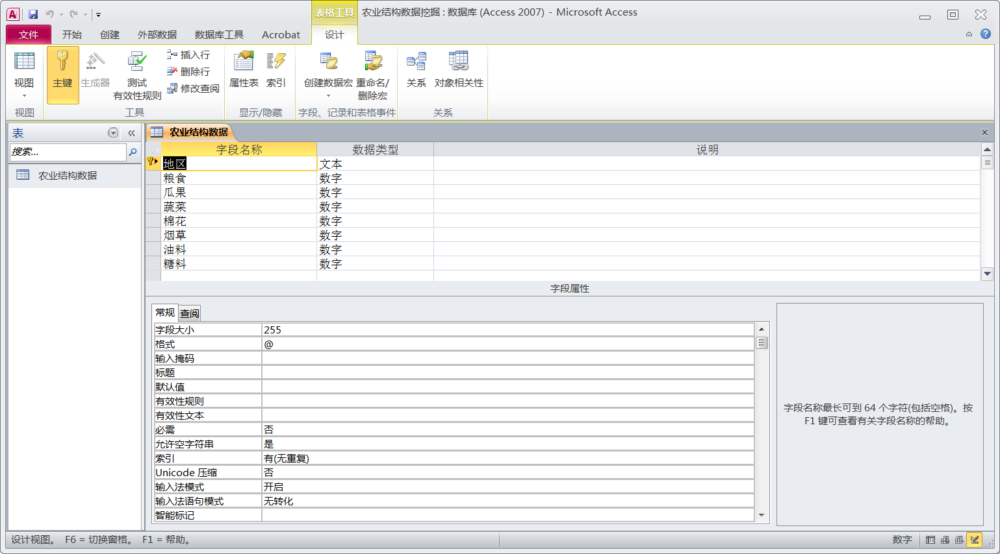 表格工具
农业结构数据挖掘 : 数据库 (Access 2007) - Microsoft Access
文件 开始 创建 外部数据 数据库工具 Acrobat 设计
视图
主键
生成器
测试
有效性规则
插入行
删除行
修改查阅
属性表
索引
创建数据宏
重命名/
删除宏
关系
对象相关性
视图 工具 显示/隐藏 字段、记录和表格事件 关系
表
搜索...
农业结构数据
农业结构数据
字段名称 数据类型 说明
地区 文本
粮食 数字
瓜果 数字
蔬菜 数字
棉花 数字
烟草 数字
油料 数字
糖料 数字
字段属性
常规 查阅
字段大小 255
格式 @
输入掩码
标题
默认值
有效性规则
有效性文本
必需 否
允许空字符串 是
索引 有(无重复)
Unicode 压缩 否
输入法模式 开启
输入法语句模式 无转化
智能标记
字段名称最长可到 64 个字符(包括空格)。按
F1 键可查看有关字段名称的帮助。
设计视图。 F6 = 切换窗格。 F1 = 帮助。 数字